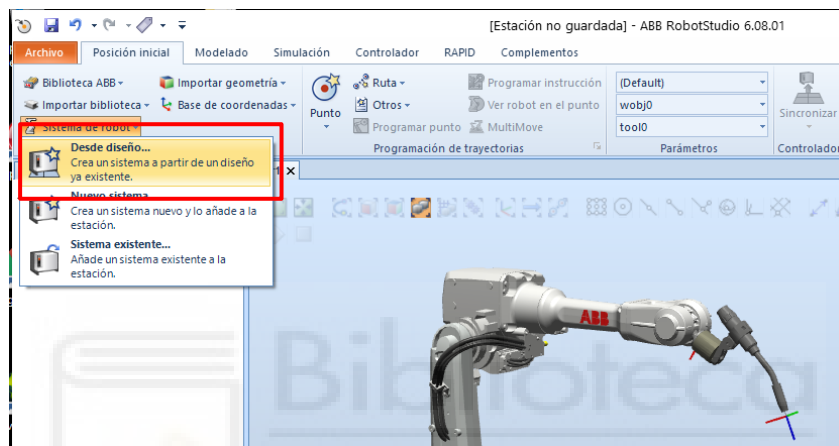 [Estación no guardada] - ABB RobotStudio 6.08.01
Archivo Posición inicial Modelado Simulación Controlador RAPID Complementos
Biblioteca ABB
Importar geometría
Importar biblioteca
Base de coordenadas
Sistema de robot
Punto
Ruta
Otros
Programar punto
Programar instrucción
Ver robot en el punto
MultiMove
Programación de trayectorias
(Default)
wobj0
tool0
Parámetros
Sincronizar
Controlador
Desde diseño...
Crea un sistema a partir de un diseño
ya existente.
Nuevo sistema
Crea un sistema nuevo y lo añade a la
estación.
Sistema existente...
Añade un sistema existente a la
estación.
ABB
Biblioteca